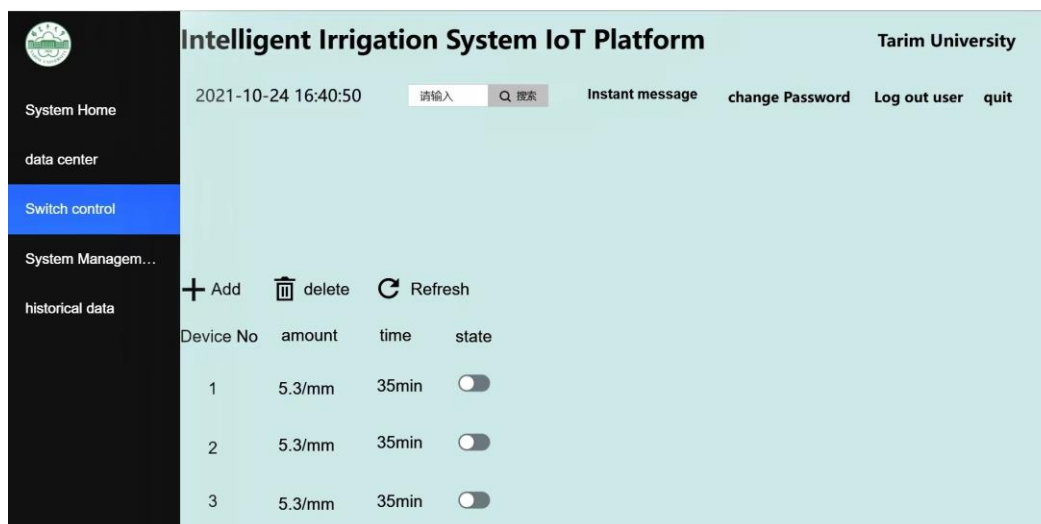 Intelligent Irrigation System IoT Platform Tarim University
2021-10-24 16:40:50 请输入 搜索 Instant message change Password Log out user quit
System Home
data center
Switch control
System Managem...
historical data
Add delete Refresh
Device No amount time state
1 5.3/mm 35min
2 5.3/mm 35min
3 5.3/mm 35min